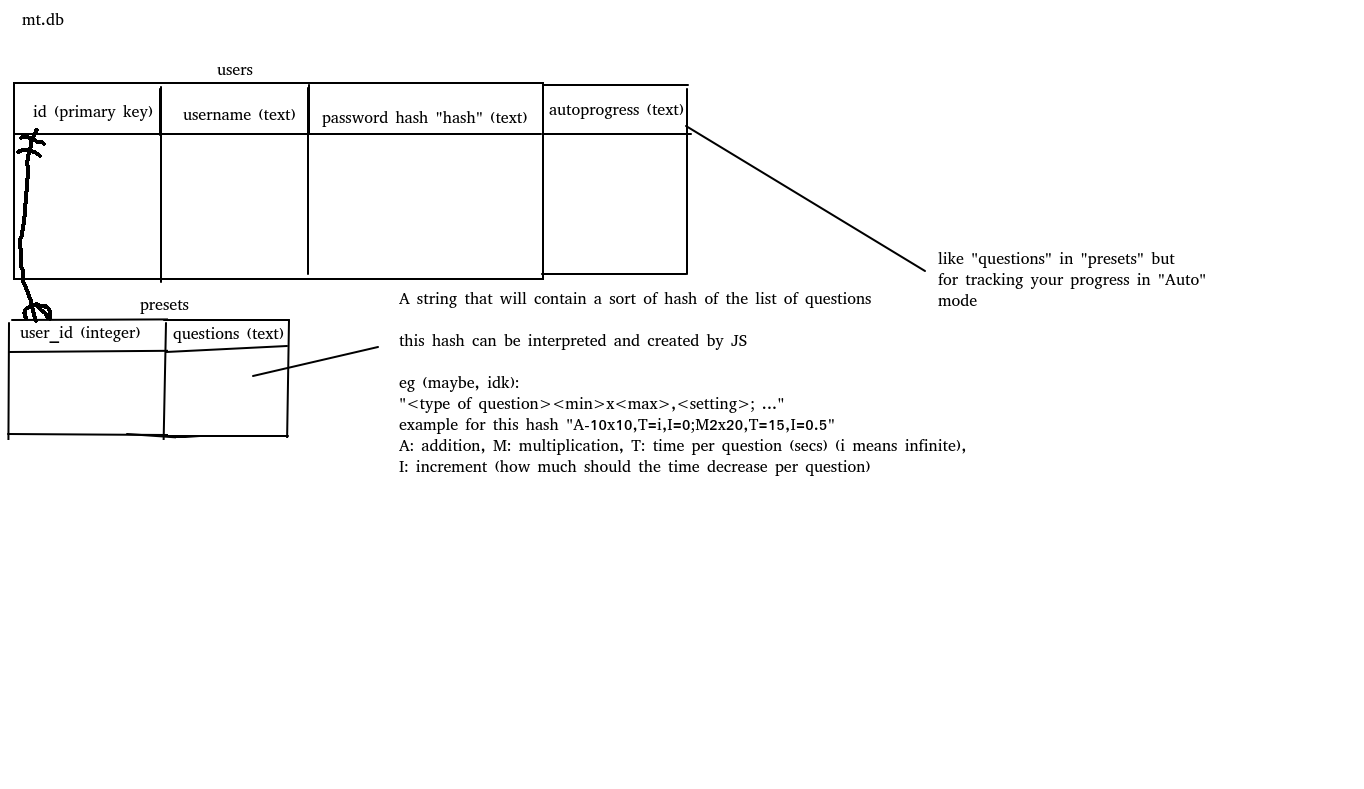 mt.db
users
id (primary key)
username (text)
password hash "hash" (text)
autoprogress (text)
like "questions" in "presets" but
for tracking your progress in "Auto"
mode
presets
user_id (integer)
questions (text)
A string that will contain a sort of hash of the list of questions
this hash can be interpreted and created by JS
eg (maybe, idk):
"<type of question><min>x<max>,<setting>; ..."
example for this hash "A-10x10,T=i,I=0;M2x20,T=15,I=0.5"
A: addition, M: multiplication, T: time per question (secs) (i means infinite),
I: increment (how much should the time decrease per question)